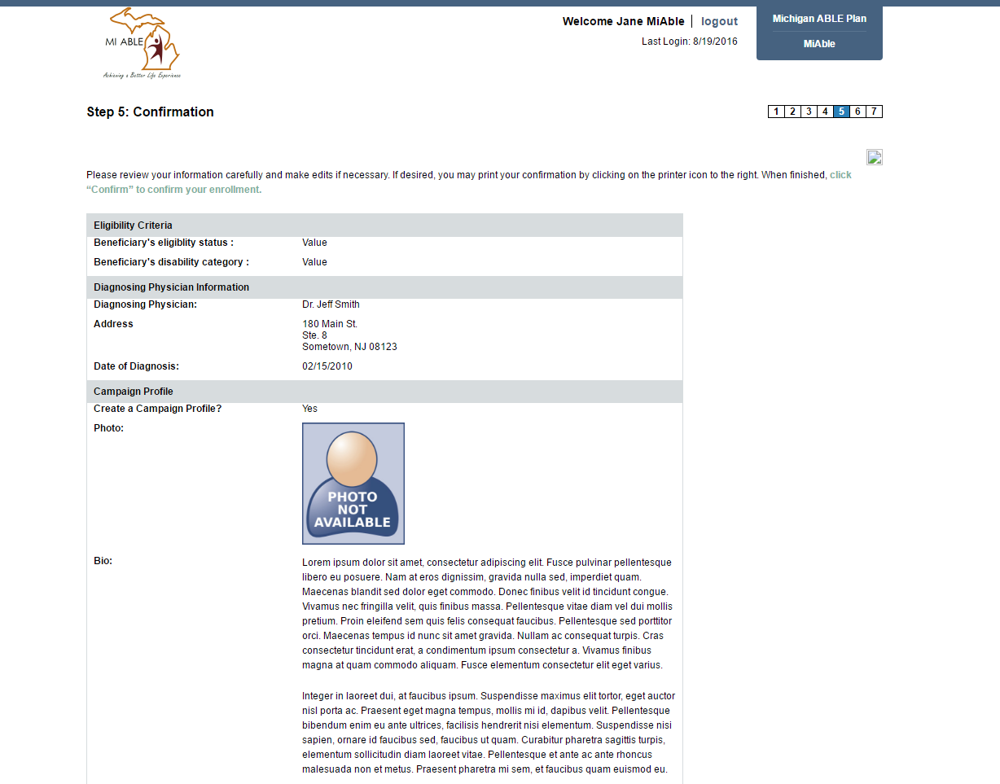 MI ABLE
Achieving a Better Life Experience
Welcome Jane MiAble | logout
Last Login: 8/19/2016
Michigan ABLE Plan
MiAble
Step 5: Confirmation
1 2 3 4 5 6 7
Please review your information carefully and make edits if necessary. If desired, you may print your confirmation by clicking on the printer icon to the right. When finished, click
“Confirm” to confirm your enrollment.
Eligibility Criteria
Beneficiary's eligiblity status : Value
Beneficiary's disability category : Value
Diagnosing Physician Information
Diagnosing Physician: Dr. Jeff Smith
Address 180 Main St.
Ste. 8
Sometown, NJ 08123
Date of Diagnosis: 02/15/2010
Campaign Profile
Create a Campaign Profile? Yes
Photo:
PHOTO
NOT
AVAILABLE
Bio: Lorem ipsum dolor sit amet, consectetur adipiscing elit. Fusce pulvinar pellentesque
libero eu posuere. Nam at eros dignissim, gravida nulla sed, imperdiet quam.
Maecenas blandit sed dolor eget commodo. Donec finibus velit id tincidunt congue.
Vivamus nec fringilla velit, quis finibus massa. Pellentesque vitae diam vel dui mollis
pretium. Proin eleifend sem quis felis consequat faucibus. Pellentesque sed porttitor
orci. Maecenas tempus id nunc sit amet gravida. Nullam ac consequat turpis. Cras
consectetur tincidunt erat, a condimentum ipsum consectetur a. Vivamus finibus
magna at quam commodo aliquam. Fusce elementum consectetur elit eget varius.
Integer in laoreet dui, at faucibus ipsum. Suspendisse maximus elit tortor, eget auctor
nisl porta ac. Praesent eget magna tempus, mollis mi id, dapibus velit. Pellentesque
bibendum enim eu ante ultrices, facilisis hendrerit nisi elementum. Suspendisse nisi
sapien, ornare id faucibus sed, faucibus ut quam. Curabitur pharetra sagittis turpis,
elementum sollicitudin diam laoreet vitae. Pellentesque et ante ac ante rhoncus
malesuada non et metus. Praesent pharetra mi sem, et faucibus quam euismod eu.